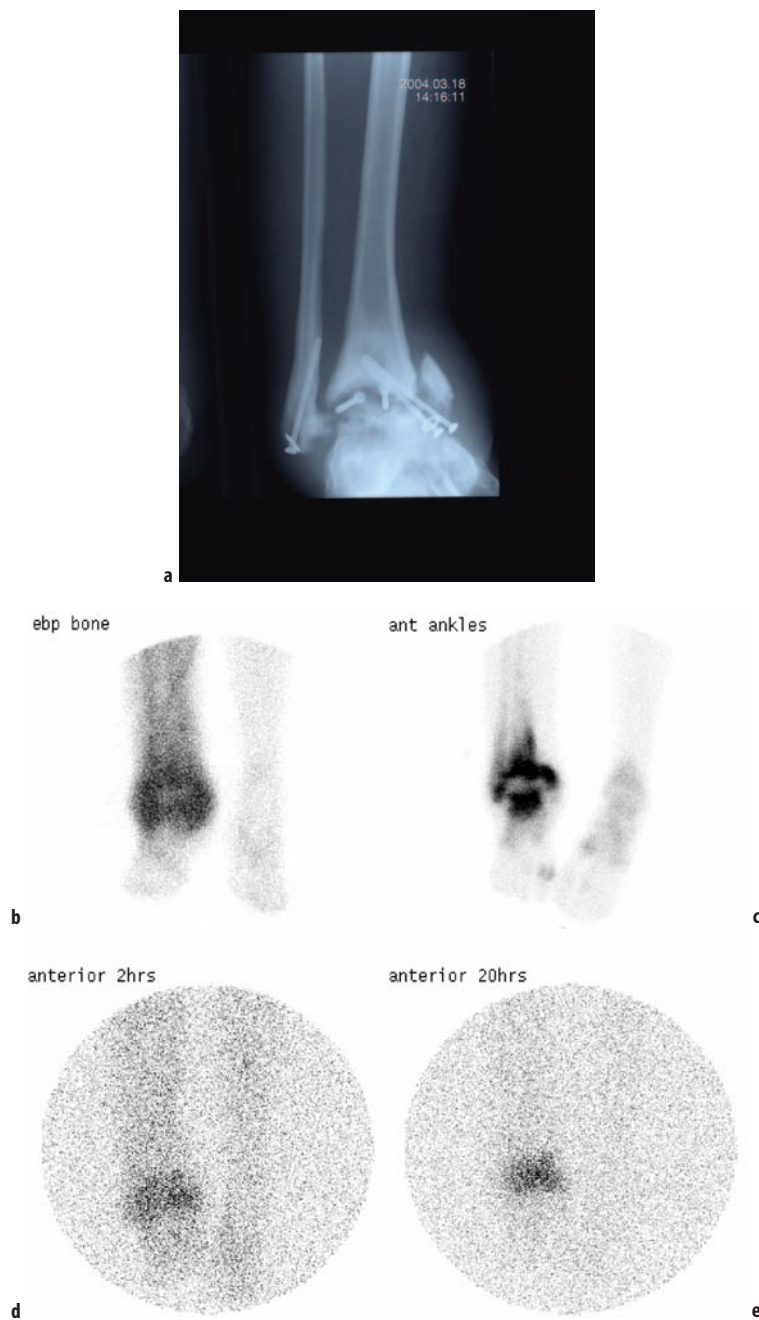 2004.03.18
14:16:11
a
ebp bone
ant ankles
b
c
anterior 2hrs
anterior 20hrs
d
e